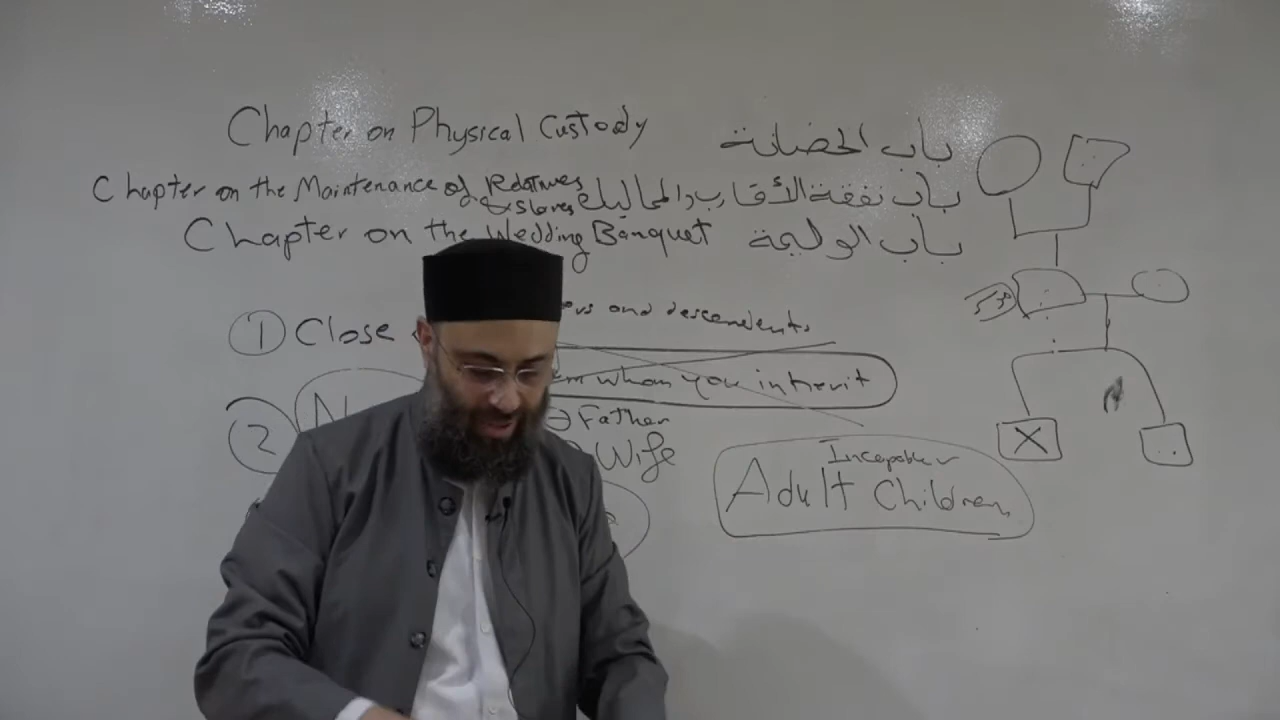 Chapter on Physical Custody باب الحضانة
Chapter on the Maintenance of Relatives & slaves باب نفقة الأقارب والمماليك
Chapter on the Wedding Banquet باب الوليمة
1 Close and descendents
whom you inherit
2 Father
Wife
Incapable
Adult Children
X